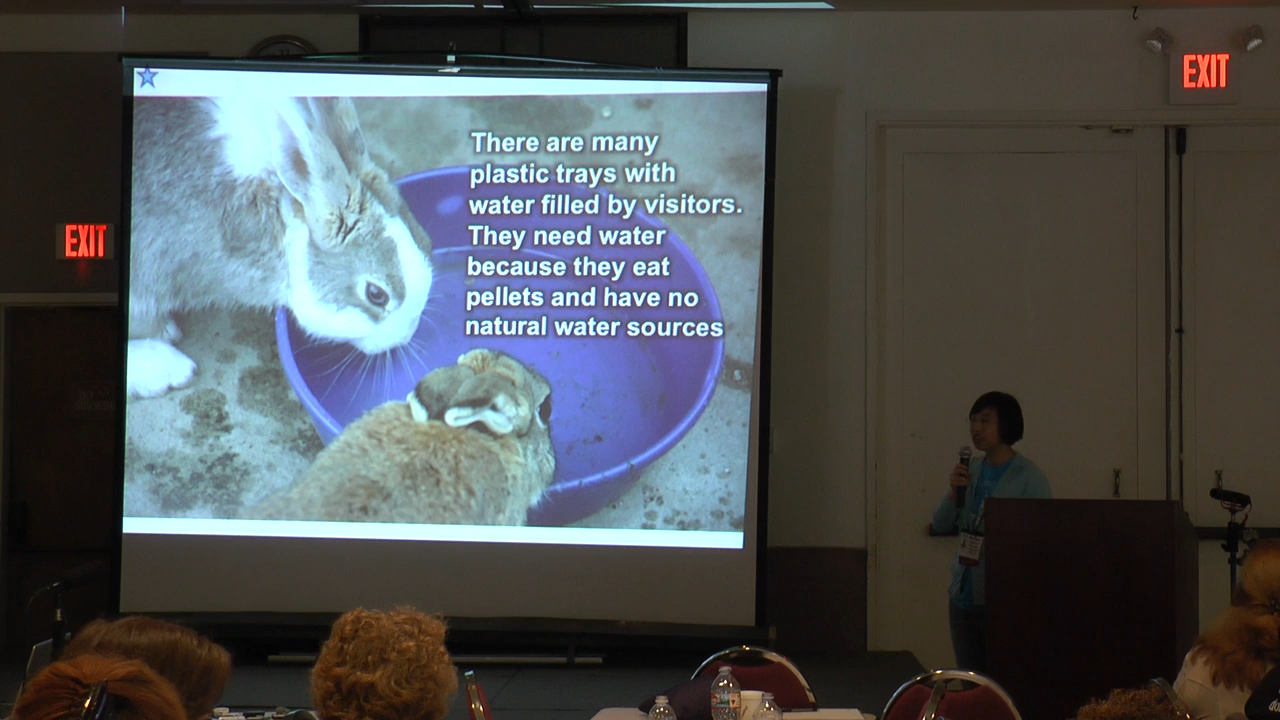 EXIT
There are many
plastic trays with
water filled by visitors.
They need water
because they eat
pellets and have no
natural water sources
EXIT